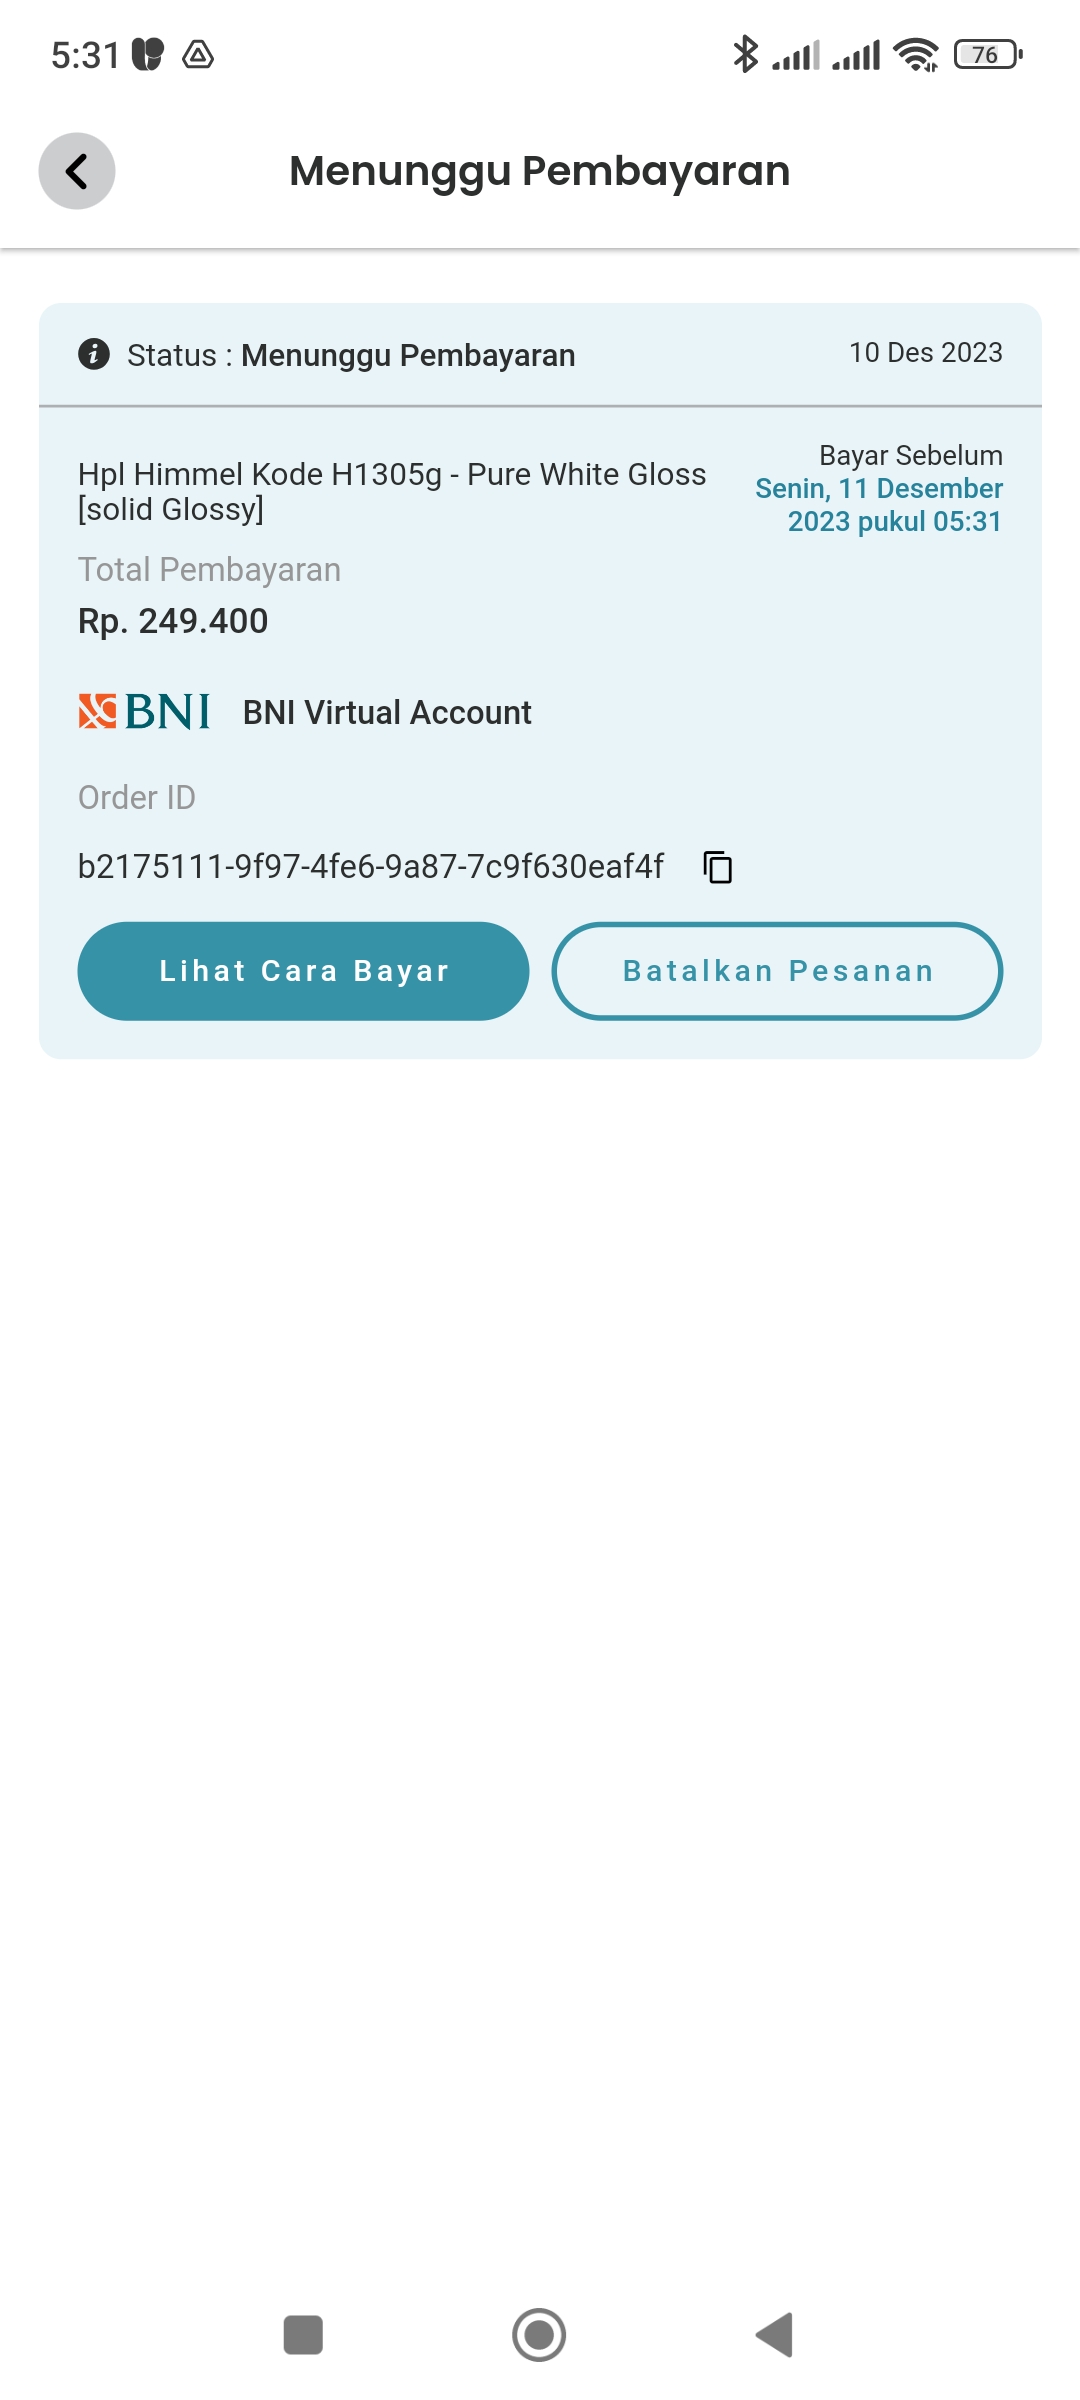 5:31
76
Menunggu Pembayaran
Status : Menunggu Pembayaran
10 Des 2023
Hpl Himmel Kode H1305g - Pure White Gloss
[solid Glossy]
Bayar Sebelum
Senin, 11 Desember
2023 pukul 05:31
Total Pembayaran
Rp. 249.400
BNI
BNI Virtual Account
Order ID
b2175111-9f97-4fe6-9a87-7c9f630eaf4f
Lihat Cara Bayar
Batalkan Pesanan